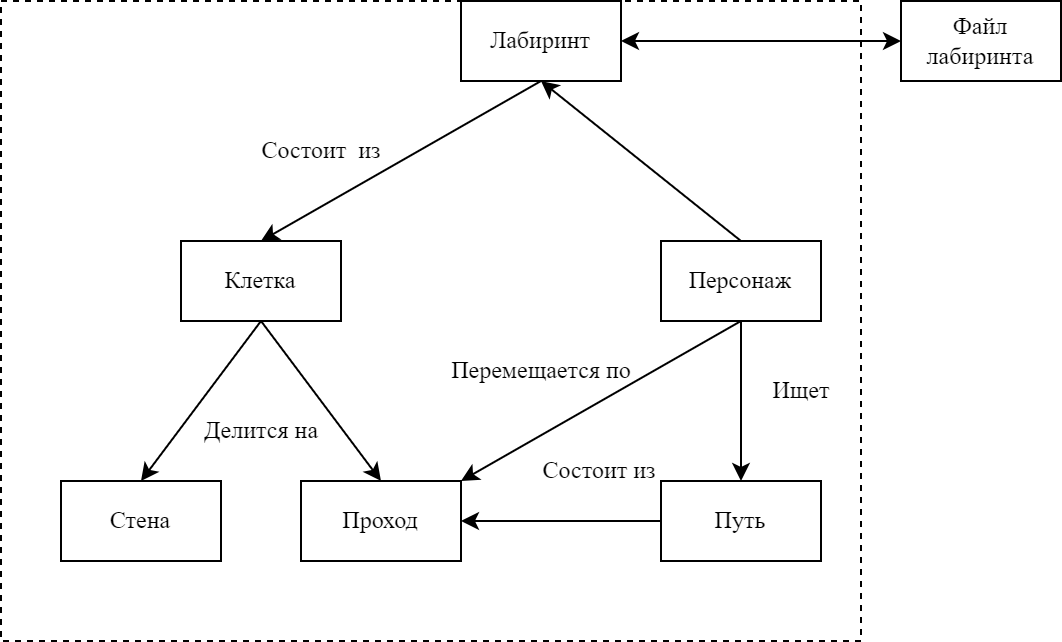 Лабиринт
Файл
лабиринта
Состоит из
Клетка
Персонаж
Перемещается по
Ищет
Делится на
Состоит из
Стена
Проход
Путь